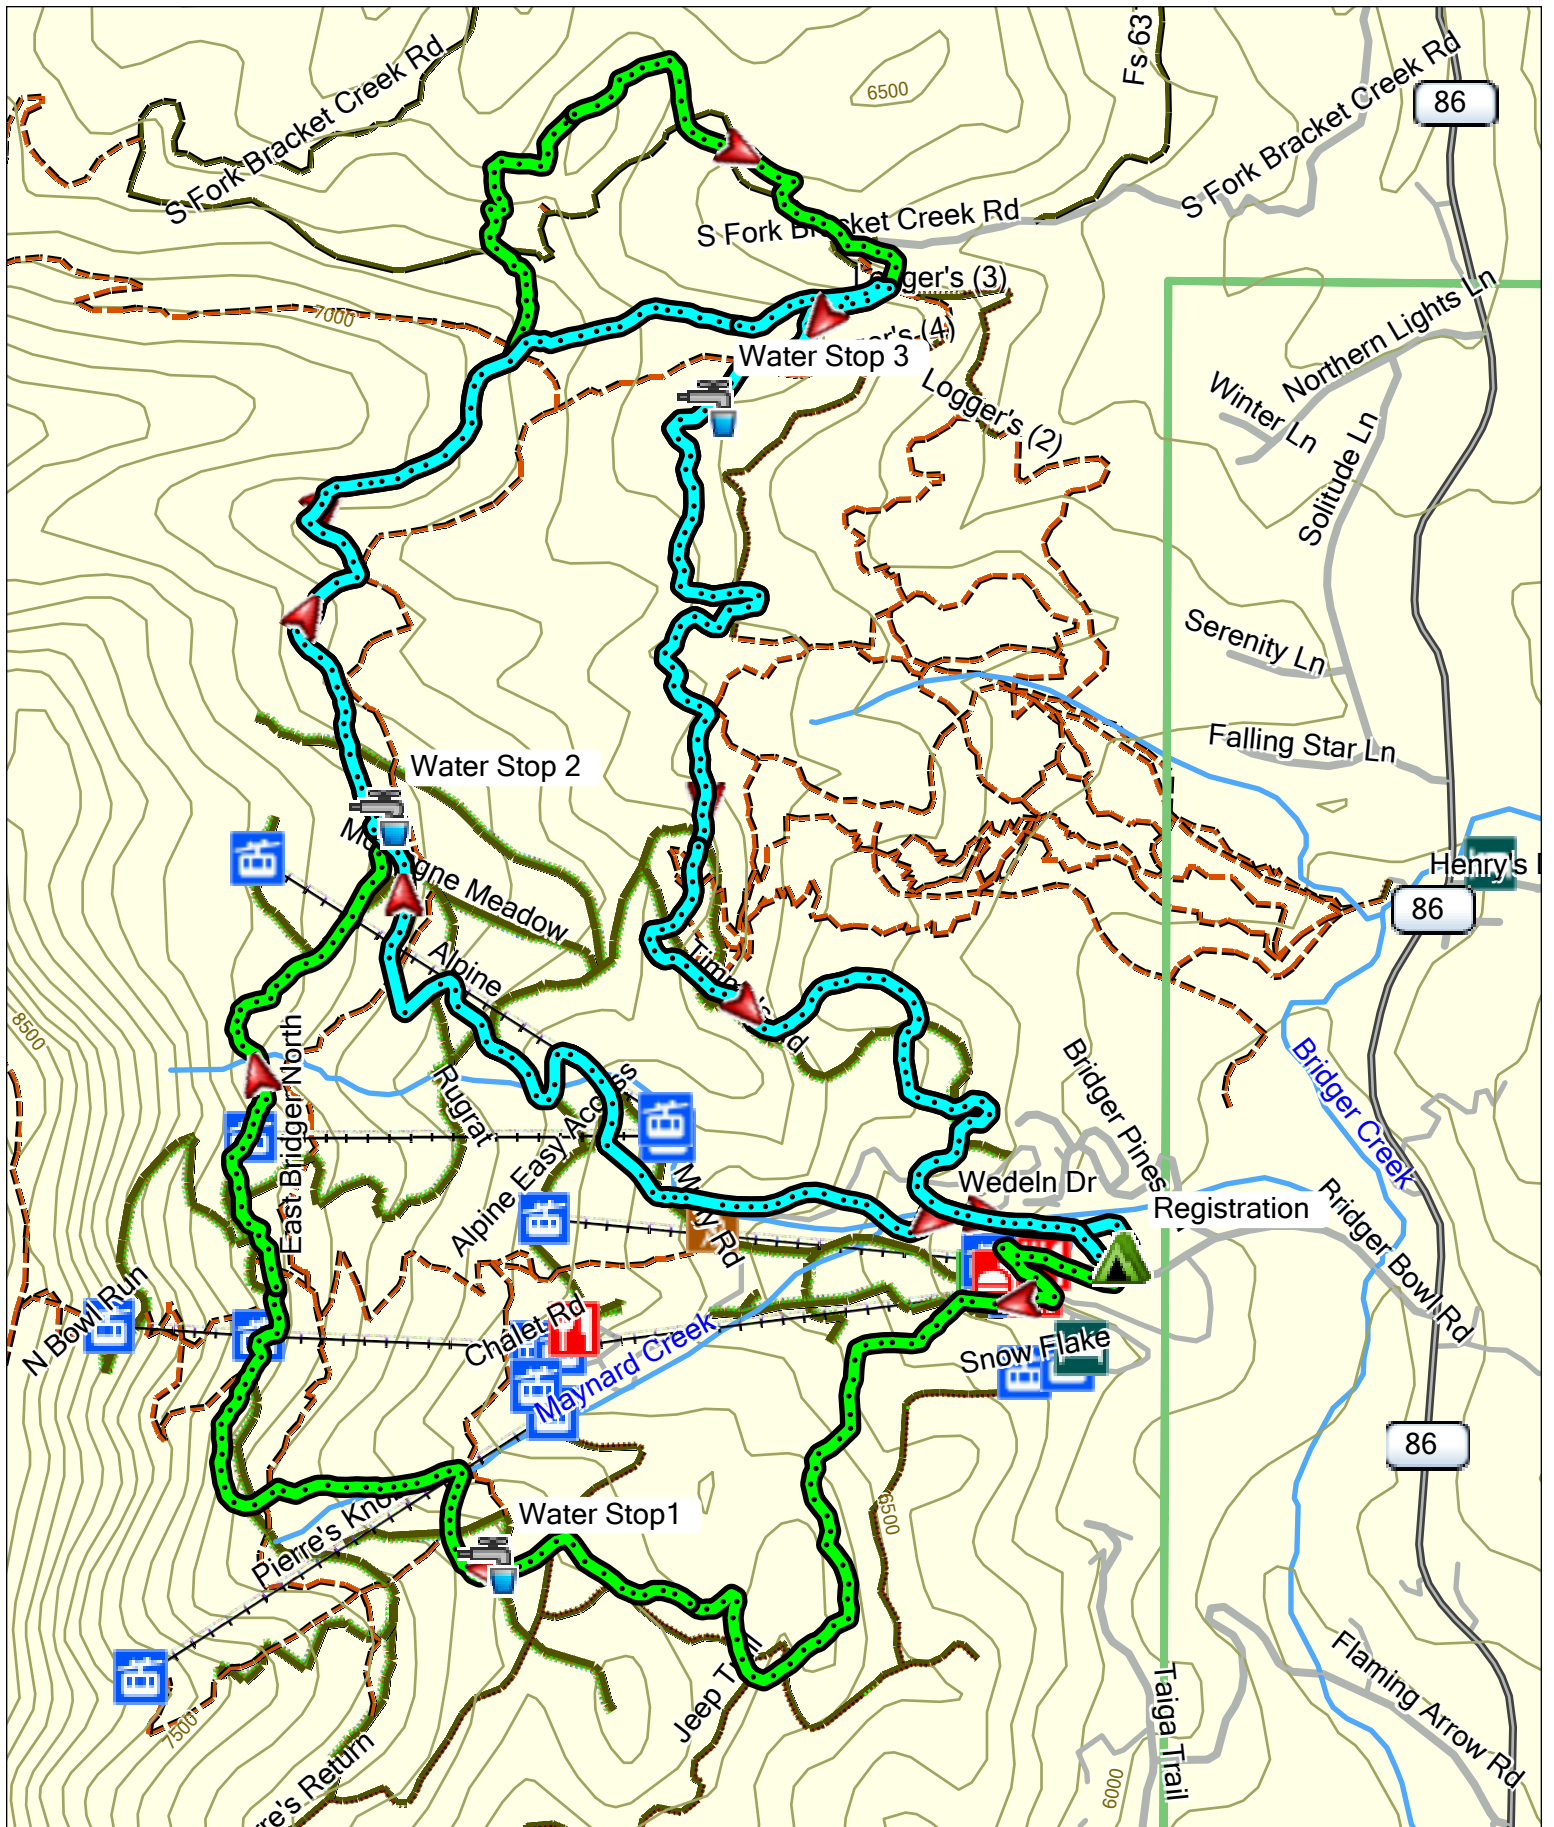 Fs 63
S Fork Bracket Creek Rd
S Fork Bracket Creek Rd
86
6500
S Fork Bracket Creek Rd
Logger's (3)
7000
Northern Lights Ln
Water Stop 3
Logger's (2)
Winter Ln
Solitude Ln
Serenity Ln
Falling Star Ln
Water Stop 2
Henry's
86
Meadow
Alpine
8500
East Bridger North
Rugrat
Alpine Easy Access
Bridger Pines
Bridger Creek
Wedeln Dr
Registration
Bridger Bowl Rd
N Bowl Run
Chalet Rd
Maynard Creek
Snow Flake
86
Pierre's Knob
Water Stop1
6500
Jeep Trail
7500
Taiga Trail
Flaming Arrow Rd
6000
Return